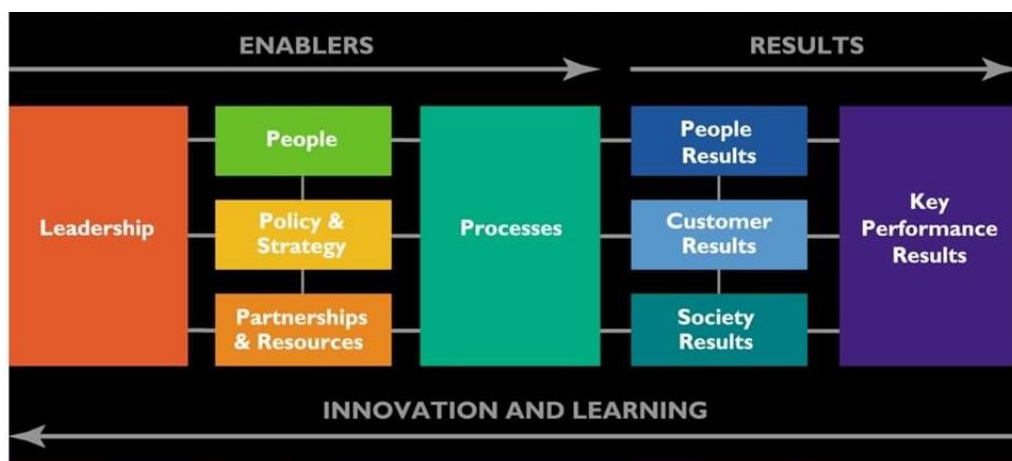 ENABLERS
RESULTS
Leadership
People
Policy &
Strategy
Partnerships
& Resources
Processes
People
Results
Customer
Results
Society
Results
Key
Performance
Results
INNOVATION AND LEARNING